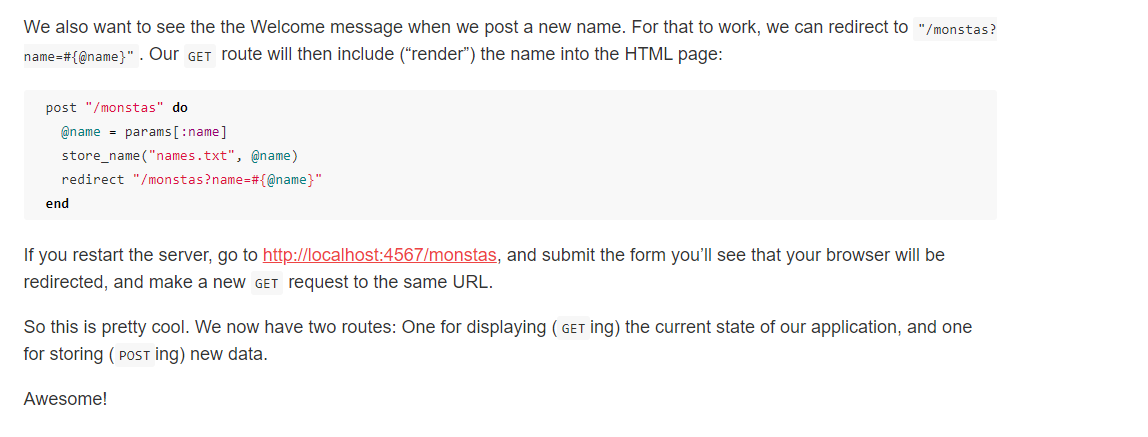 We also want to see the the Welcome message when we post a new name. For that to work, we can redirect to "/monstas?
name=#{@name}" . Our GET route will then include (“render”) the name into the HTML page:
post "/monstas" do
  @name = params[:name]
  store_name("names.txt", @name)
  redirect "/monstas?name=#{@name}"
end
If you restart the server, go to http://localhost:4567/monstas, and submit the form you’ll see that your browser will be
redirected, and make a new GET request to the same URL.
So this is pretty cool. We now have two routes: One for displaying ( GET ing) the current state of our application, and one
for storing ( POST ing) new data.
Awesome!